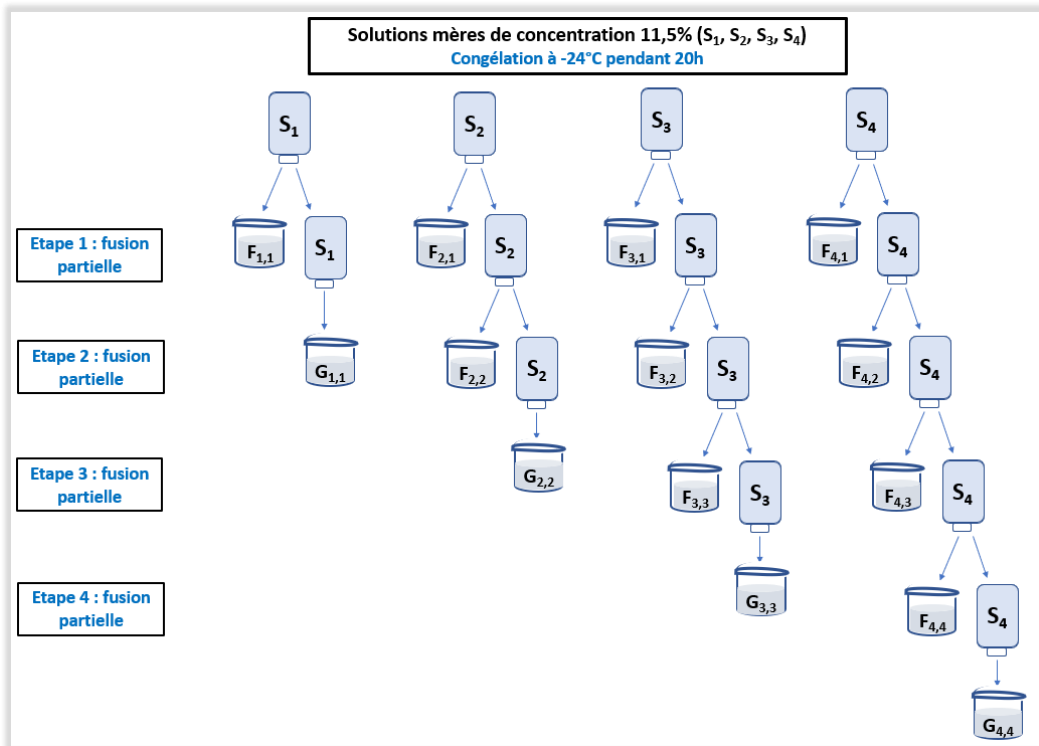 Solutions mères de concentration 11,5% (S₁, S₂, S₃, S₄)
Congélation à -24°C pendant 20h
S₁ S₂ S₃ S₄
Etape 1 : fusion
partielle
F₁,₁ S₁ F₂,₁ S₂ F₃,₁ S₃ F₄,₁ S₄
Etape 2 : fusion
partielle
G₁,₁ F₂,₂ S₂ F₃,₂ S₃ F₄,₂ S₄
Etape 3 : fusion
partielle
G₂,₂ F₃,₃ S₃ F₄,₃ S₄
Etape 4 : fusion
partielle
G₃,₃ F₄,₄ S₄
G₄,₄